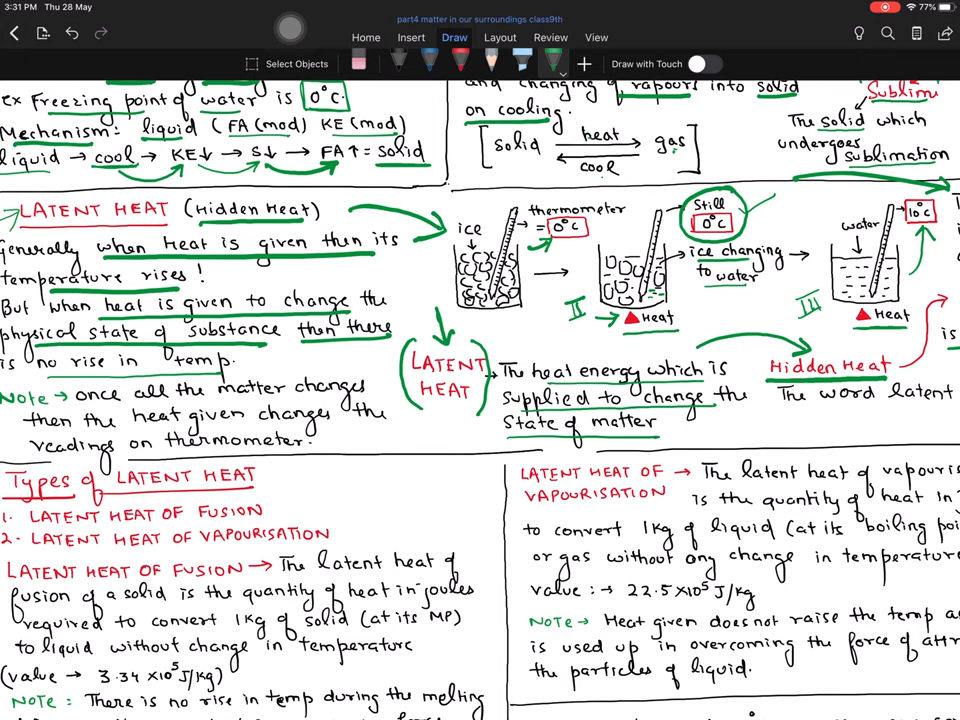 3:31 PM Thu 28 May
77%
part4 matter in our surroundings class9th
Home Insert Draw Layout Review View
Select Objects
Draw with Touch
ex Freezing point of water is 0°C.
Mechanism: liquid (FA(mod) KE(mod)
liquid → cool → KE↓ → S↓ → FA↑ = solid
and changing of vapours into solid
on cooling.
[solid heat gas]
cool
Sublim
The solid which
undergoes
sublimation
LATENT HEAT (Hidden Heat)
Generally when Heat is given then its
temperature rises!
But when heat is given to change the
physical state of substance then there
is no rise in temp.
Note → once all the matter changes
then the heat given changes the
readings on thermometer.
ice
thermometer
= 0°C
Still
0°C
ice changing →
to water
II
Heat
water
10°C
III
Heat
(LATENT
HEAT)
→ The heat energy which is
supplied to change the
State of matter
Hidden Heat
The word latent
is
Types of LATENT HEAT
1. LATENT HEAT OF FUSION
2. LATENT HEAT OF VAPOURISATION
LATENT HEAT OF FUSION → The latent heat of
fusion of a solid is the quantity of heat in joules
required to convert 1kg of solid (at its MP)
to liquid without change in temperature
(value → 3.34 ×10⁵J/kg)
NOTE: There is no rise in temp during the melting
LATENT HEAT OF → The latent heat of vapouris
VAPOURISATION is the quantity of heat in
to convert 1kg of liquid (at its boiling poi
or gas without any change in temperature
value :→ 22.5×10⁵J/kg
NOTE → Heat given does not raise the temp as
is used up in overcoming the force of attr
the particles of liquid.